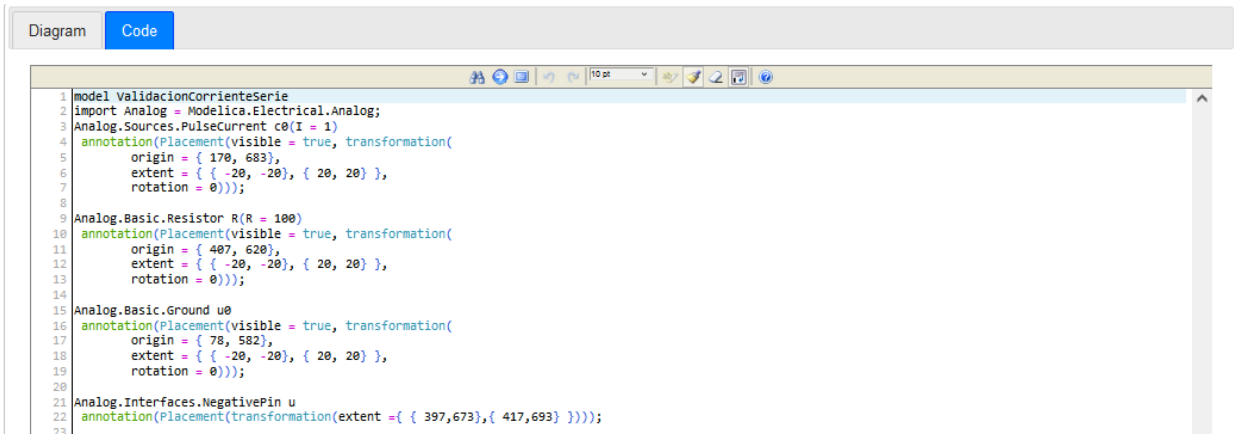 Diagram Code
10 pt
1 model ValidacionCorrienteSerie
2 import Analog = Modelica.Electrical.Analog;
3 Analog.Sources.PulseCurrent c0(I = 1)
4 annotation(Placement(visible = true, transformation(
5 origin = { 170, 683},
6 extent = { { -20, -20}, { 20, 20} },
7 rotation = 0)));
8
9 Analog.Basic.Resistor R(R = 100)
10 annotation(Placement(visible = true, transformation(
11 origin = { 407, 620},
12 extent = { { -20, -20}, { 20, 20} },
13 rotation = 0)));
14
15 Analog.Basic.Ground u0
16 annotation(Placement(visible = true, transformation(
17 origin = { 78, 582},
18 extent = { { -20, -20}, { 20, 20} },
19 rotation = 0)));
20
21 Analog.Interfaces.NegativePin u
22 annotation(Placement(transformation(extent ={ { 397,673},{ 417,693} })));
23